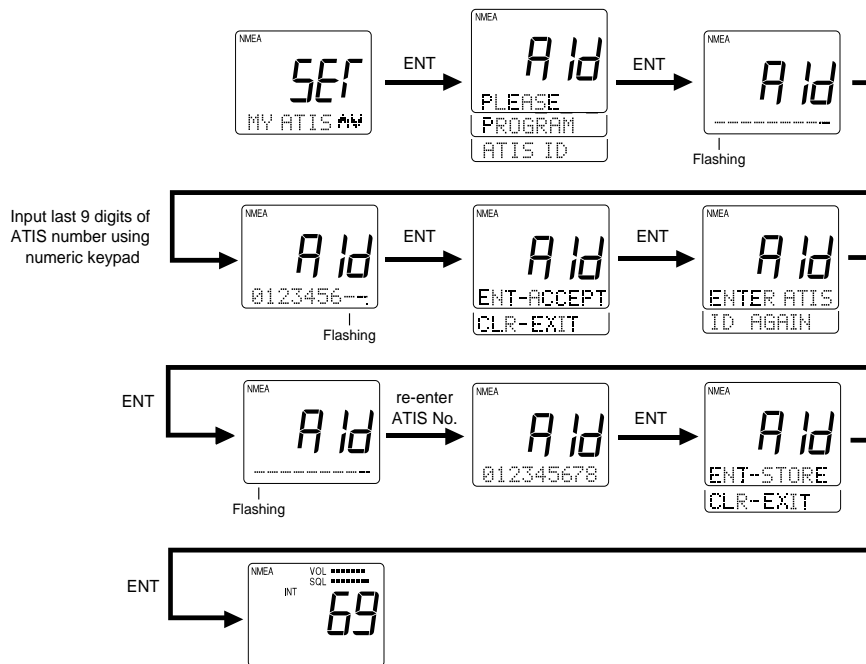 NMEA
SET
MY ATIS
ENT
NMEA
AId
PLEASE
PROGRAM
ATIS ID
ENT
NMEA
AId
---------
Flashing
Input last 9 digits of
ATIS number using
numeric keypad
NMEA
AId
0123456--
Flashing
ENT
NMEA
AId
ENT-ACCEPT
CLR-EXIT
ENT
NMEA
AId
ENTER ATIS
ID AGAIN
ENT
NMEA
AId
---------
Flashing
re-enter
ATIS No.
NMEA
AId
012345678
ENT
NMEA
AId
ENT-STORE
CLR-EXIT
ENT
NMEA
VOL
SQL
INT
69